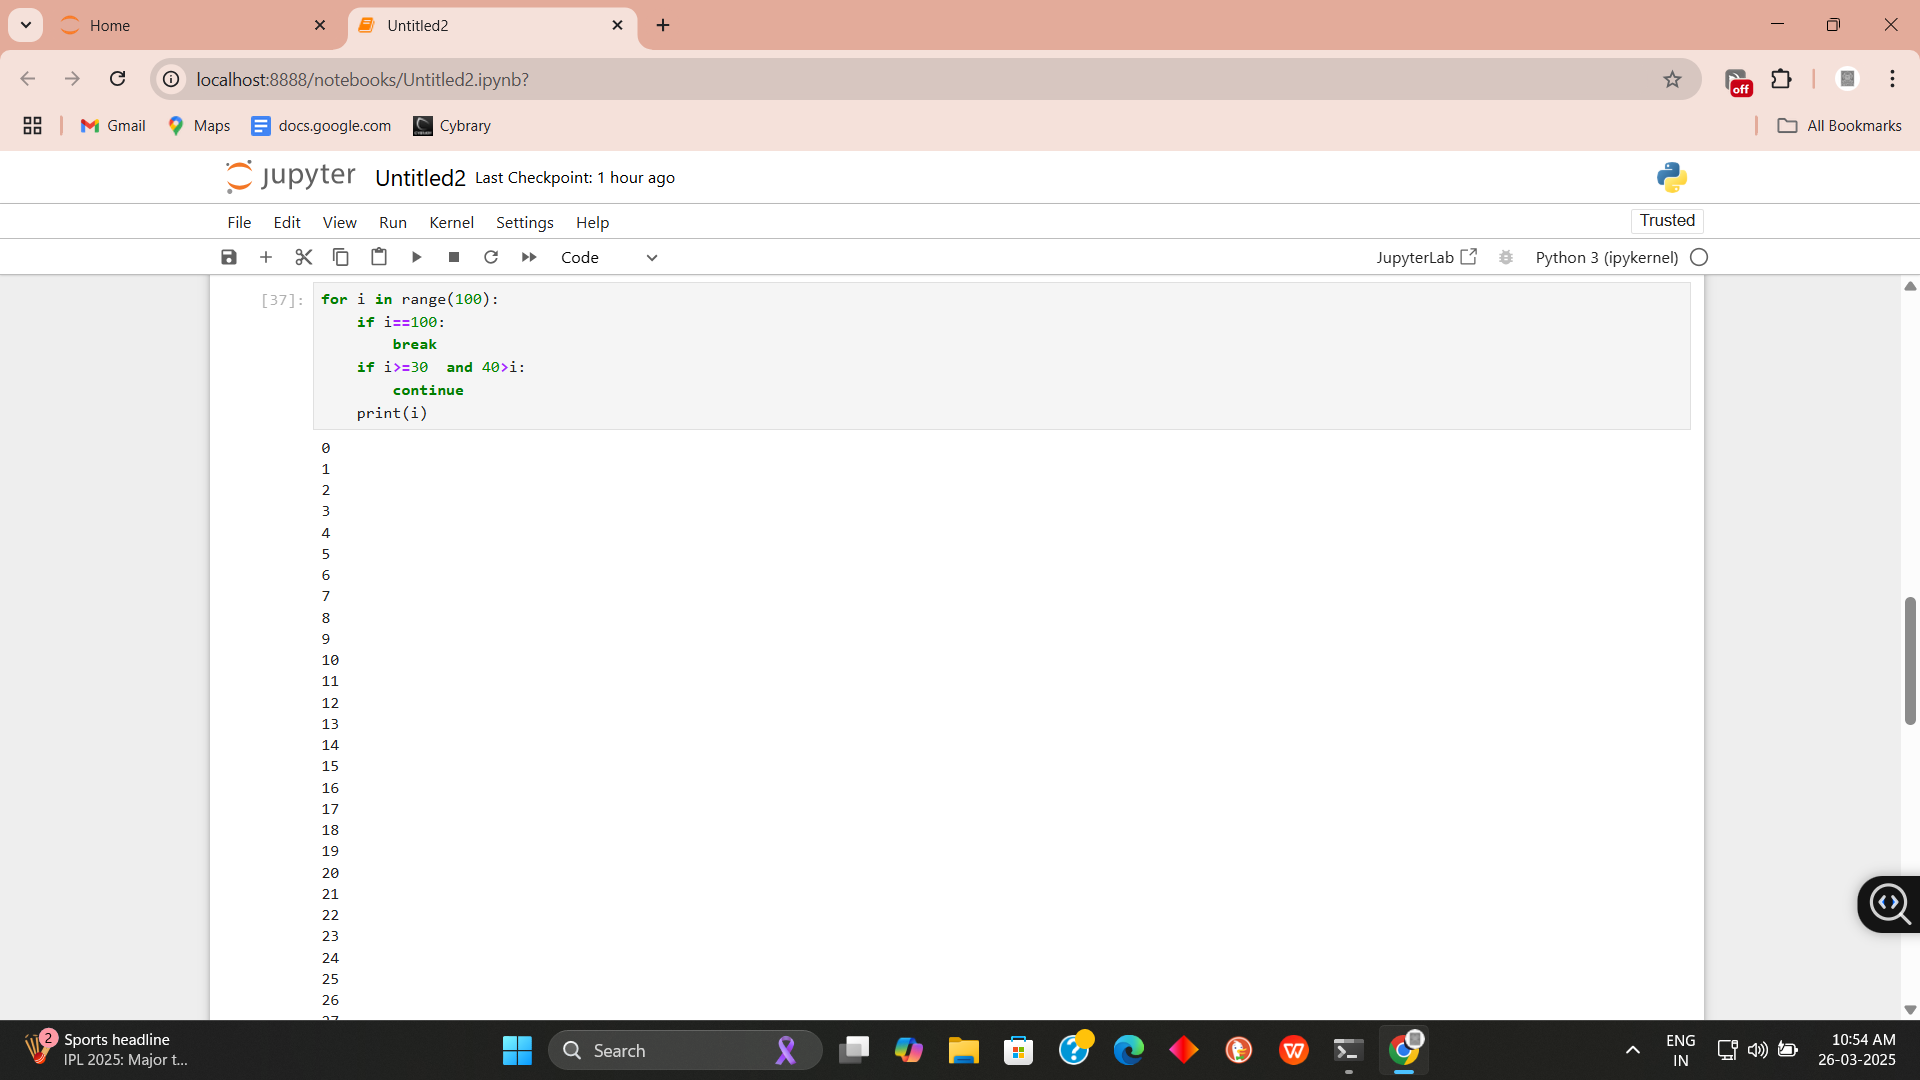 Home
Untitled2
localhost:8888/notebooks/Untitled2.ipynb?
off
Gmail
Maps
docs.google.com
Cybrary
All Bookmarks
jupyter Untitled2 Last Checkpoint: 1 hour ago
File Edit View Run Kernel Settings Help
Trusted
Code
JupyterLab
Python 3 (ipykernel)
[37]:
for i in range(100):
    if i==100:
        break
    if i>=30  and 40>i:
        continue
    print(i)
0
1
2
3
4
5
6
7
8
9
10
11
12
13
14
15
16
17
18
19
20
21
22
23
24
25
26
27
2
Sports headline
IPL 2025: Major t...
Search
ENG
IN
10:54 AM
26-03-2025